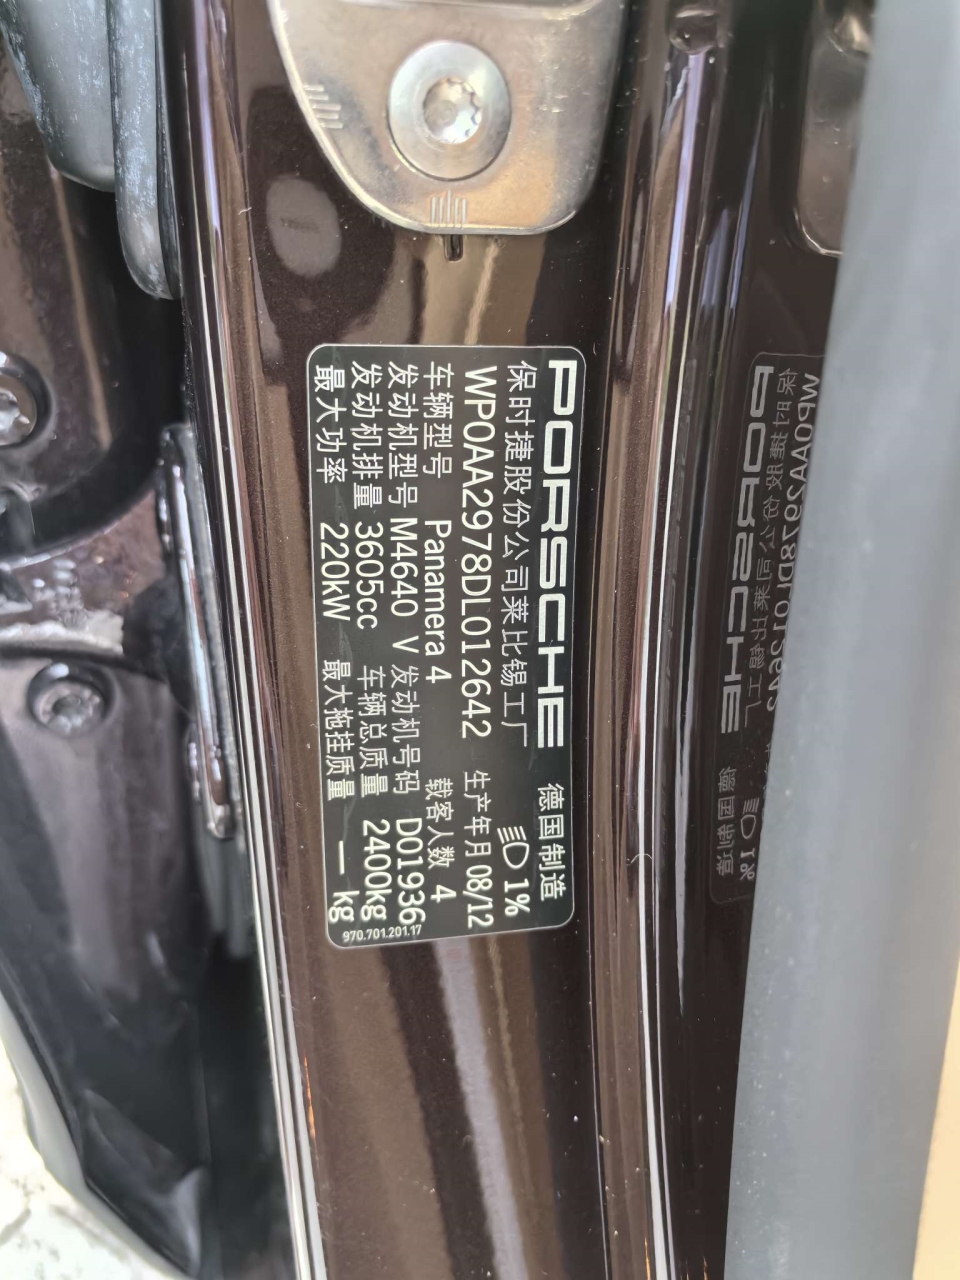 PORSCHE 德国制造
保时捷股份公司莱比锡工厂 1%
WP0AA2978DL012642 生产年月 08/12
车辆型号 Panamera 4 载客人数 4
发动机型号 M4640 V 发动机号码 D01936
发动机排量 3605cc 车辆总质量 2400kg
最大功率 220kW 最大拖挂质量 — kg
970.701.201.17